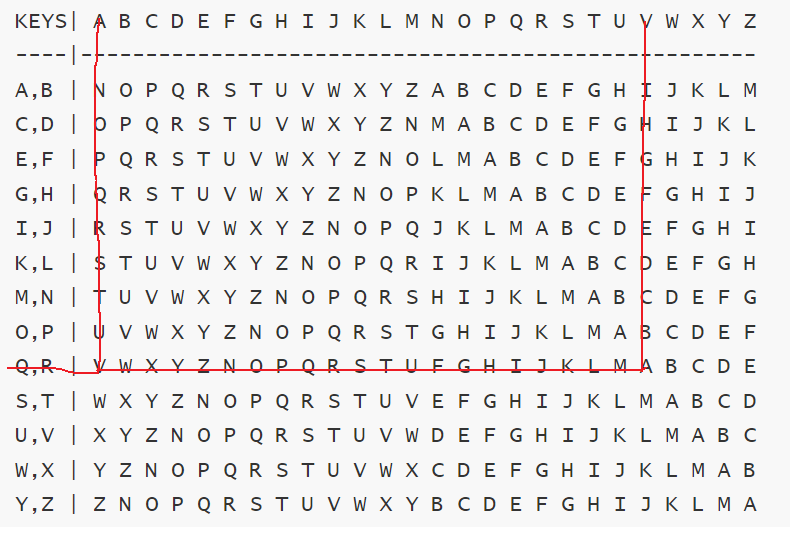 KEYS| A B C D E F G H I J K L M N O P Q R S T U V W X Y Z
----|----------------------------------------------------
A,B | N O P Q R S T U V W X Y Z A B C D E F G H I J K L M
C,D | O P Q R S T U V W X Y Z N M A B C D E F G H I J K L
E,F | P Q R S T U V W X Y Z N O L M A B C D E F G H I J K
G,H | Q R S T U V W X Y Z N O P K L M A B C D E F G H I J
I,J | R S T U V W X Y Z N O P Q J K L M A B C D E F G H I
K,L | S T U V W X Y Z N O P Q R I J K L M A B C D E F G H
M,N | T U V W X Y Z N O P Q R S H I J K L M A B C D E F G
O,P | U V W X Y Z N O P Q R S T G H I J K L M A B C D E F
Q,R | V W X Y Z N O P Q R S T U F G H I J K L M A B C D E
S,T | W X Y Z N O P Q R S T U V E F G H I J K L M A B C D
U,V | X Y Z N O P Q R S T U V W D E F G H I J K L M A B C
W,X | Y Z N O P Q R S T U V W X C D E F G H I J K L M A B
Y,Z | Z N O P Q R S T U V W X Y B C D E F G H I J K L M A